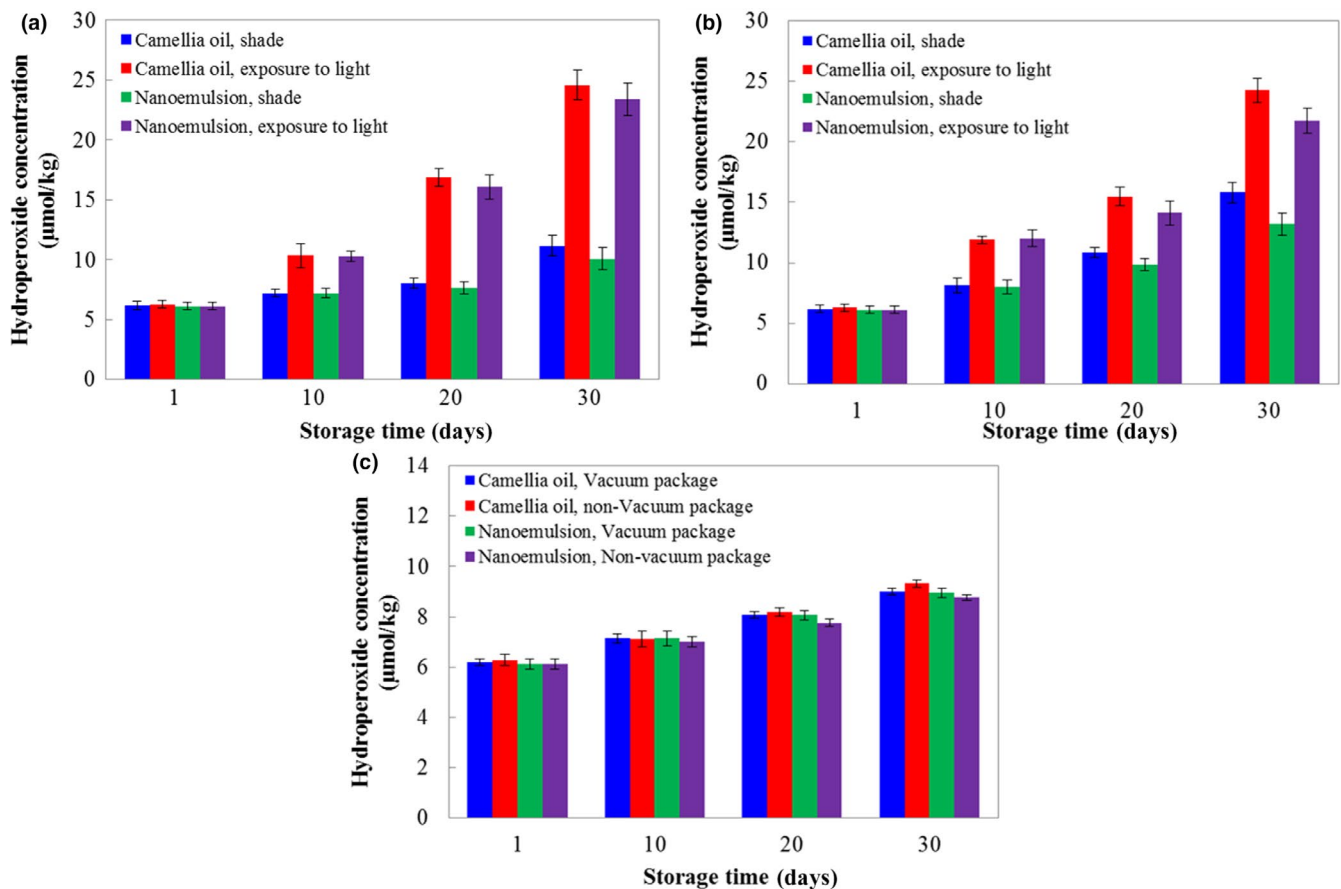 (a)
Hydroperoxide concentration
(μmol/kg)
30
25
20
15
10
5
0
Camellia oil, shade
Camellia oil, exposure to light
Nanoemulsion, shade
Nanoemulsion, exposure to light
1 10 20 30
Storage time (days)
(b)
Hydroperoxide concentration
(μmol/kg)
30
25
20
15
10
5
0
Camellia oil, shade
Camellia oil, exposure to light
Nanoemulsion, shade
Nanoemulsion, exposure to light
1 10 20 30
Storage time (days)
(c)
Hydroperoxide concentration
(μmol/kg)
14
12
10
8
6
4
2
0
Camellia oil, Vacuum package
Camellia oil, non-Vacuum package
Nanoemulsion, Vacuum package
Nanoemulsion, Non-vacuum package
1 10 20 30
Storage time (days)